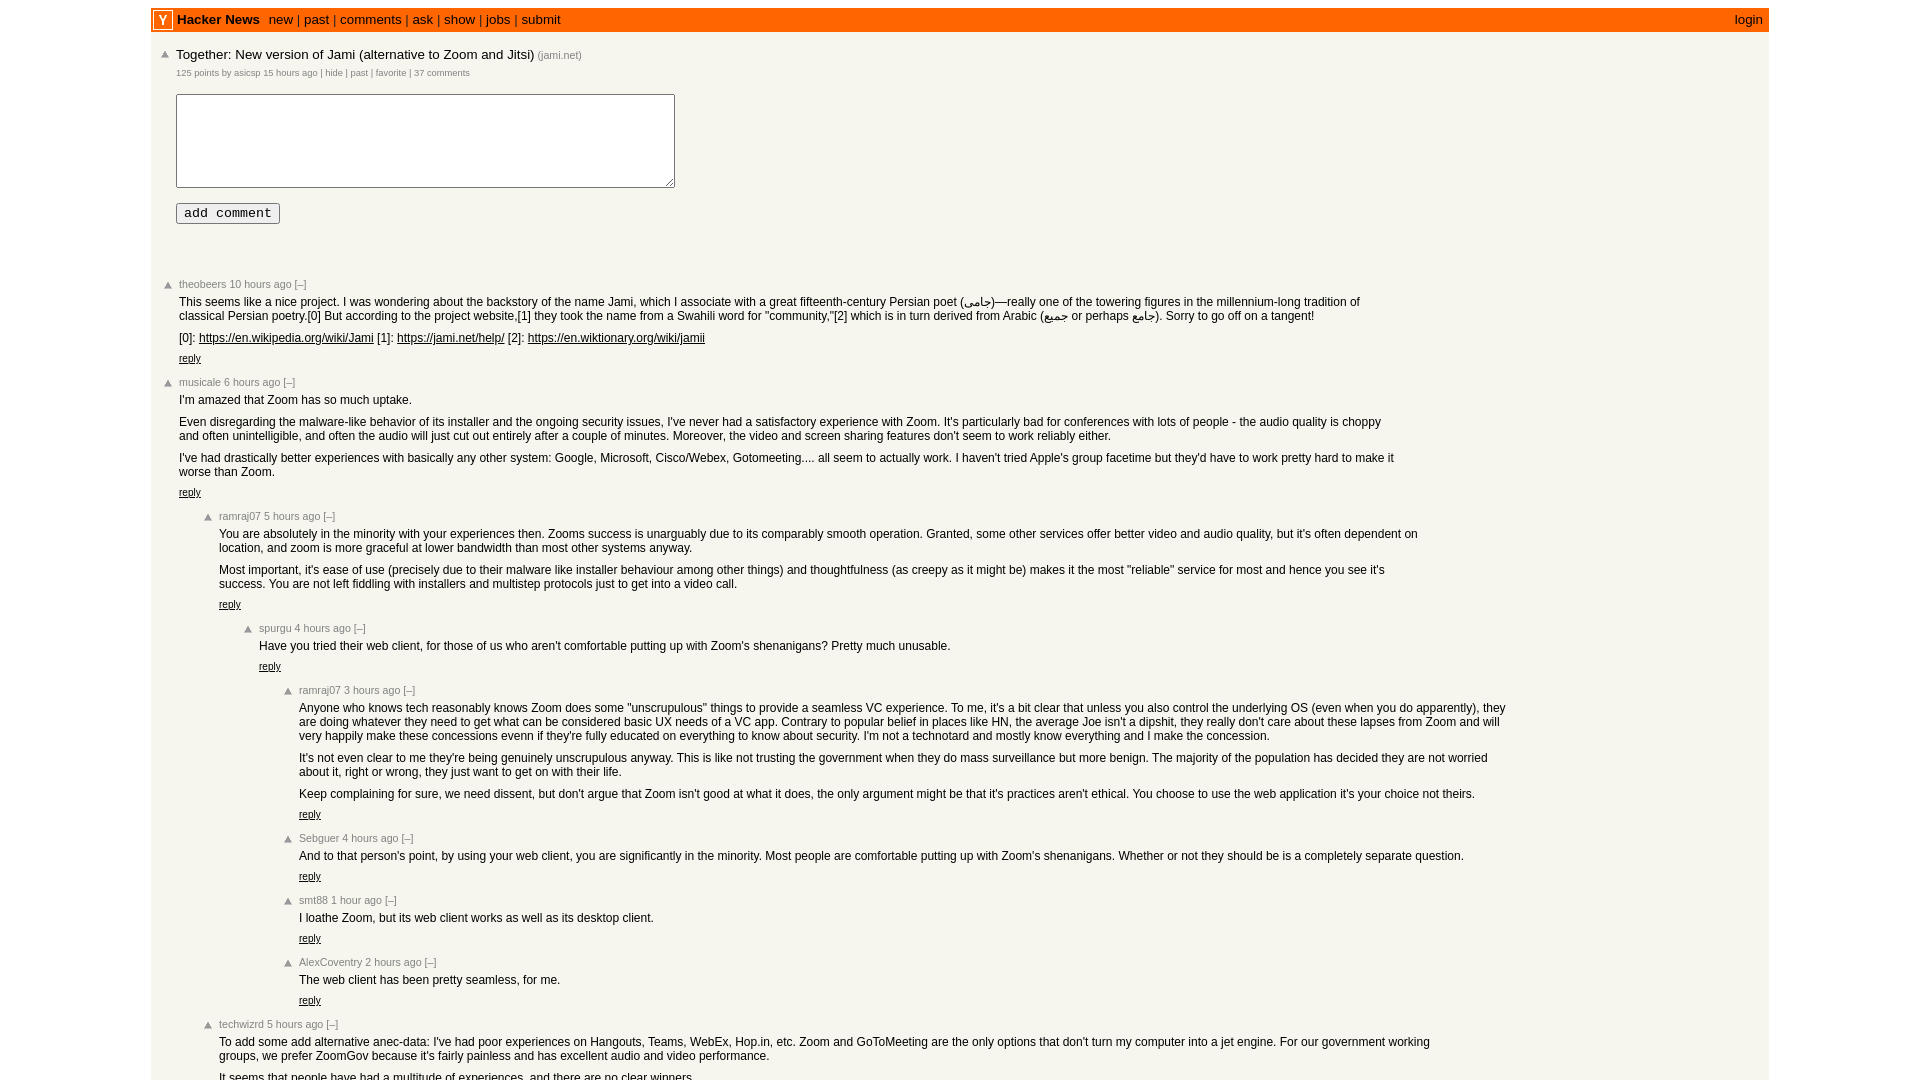 Y Hacker News new | past | comments | ask | show | jobs | submit login
Together: New version of Jami (alternative to Zoom and Jitsi) (jami.net)
125 points by asicsp 15 hours ago | hide | past | favorite | 37 comments
add comment
theobeers 10 hours ago [–]
This seems like a nice project. I was wondering about the backstory of the name Jami, which I associate with a great fifteenth-century Persian poet (جامی)—really one of the towering figures in the millennium-long tradition of
classical Persian poetry.[0] But according to the project website,[1] they took the name from a Swahili word for "community,"[2] which is in turn derived from Arabic (جميع or perhaps جامع). Sorry to go off on a tangent!
[0]: https://en.wikipedia.org/wiki/Jami [1]: https://jami.net/help/ [2]: https://en.wiktionary.org/wiki/jamii
reply
musicale 6 hours ago [–]
I'm amazed that Zoom has so much uptake.
Even disregarding the malware-like behavior of its installer and the ongoing security issues, I've never had a satisfactory experience with Zoom. It's particularly bad for conferences with lots of people - the audio quality is choppy
and often unintelligible, and often the audio will just cut out entirely after a couple of minutes. Moreover, the video and screen sharing features don't seem to work reliably either.
I've had drastically better experiences with basically any other system: Google, Microsoft, Cisco/Webex, Gotomeeting.... all seem to actually work. I haven't tried Apple's group facetime but they'd have to work pretty hard to make it
worse than Zoom.
reply
ramraj07 5 hours ago [–]
You are absolutely in the minority with your experiences then. Zooms success is unarguably due to its comparably smooth operation. Granted, some other services offer better video and audio quality, but it's often dependent on
location, and zoom is more graceful at lower bandwidth than most other systems anyway.
Most important, it's ease of use (precisely due to their malware like installer behaviour among other things) and thoughtfulness (as creepy as it might be) makes it the most "reliable" service for most and hence you see it's
success. You are not left fiddling with installers and multistep protocols just to get into a video call.
reply
spurgu 4 hours ago [–]
Have you tried their web client, for those of us who aren't comfortable putting up with Zoom's shenanigans? Pretty much unusable.
reply
ramraj07 3 hours ago [–]
Anyone who knows tech reasonably knows Zoom does some "unscrupulous" things to provide a seamless VC experience. To me, it's a bit clear that unless you also control the underlying OS (even when you do apparently), they
are doing whatever they need to get what can be considered basic UX needs of a VC app. Contrary to popular belief in places like HN, the average Joe isn't a dipshit, they really don't care about these lapses from Zoom and will
very happily make these concessions evenn if they're fully educated on everything to know about security. I'm not a technotard and mostly know everything and I make the concession.
It's not even clear to me they're being genuinely unscrupulous anyway. This is like not trusting the government when they do mass surveillance but more benign. The majority of the population has decided they are not worried
about it, right or wrong, they just want to get on with their life.
Keep complaining for sure, we need dissent, but don't argue that Zoom isn't good at what it does, the only argument might be that it's practices aren't ethical. You choose to use the web application it's your choice not theirs.
reply
Sebguer 4 hours ago [–]
And to that person's point, by using your web client, you are significantly in the minority. Most people are comfortable putting up with Zoom's shenanigans. Whether or not they should be is a completely separate question.
reply
smt88 1 hour ago [–]
I loathe Zoom, but its web client works as well as its desktop client.
reply
AlexCoventry 2 hours ago [–]
The web client has been pretty seamless, for me.
reply
techwizrd 5 hours ago [–]
To add some add alternative anec-data: I've had poor experiences on Hangouts, Teams, WebEx, Hop.in, etc. Zoom and GoToMeeting are the only options that don't turn my computer into a jet engine. For our government working
groups, we prefer ZoomGov because it's fairly painless and has excellent audio and video performance.
It seems that people have had a multitude of experiences, and there are no clear winners.